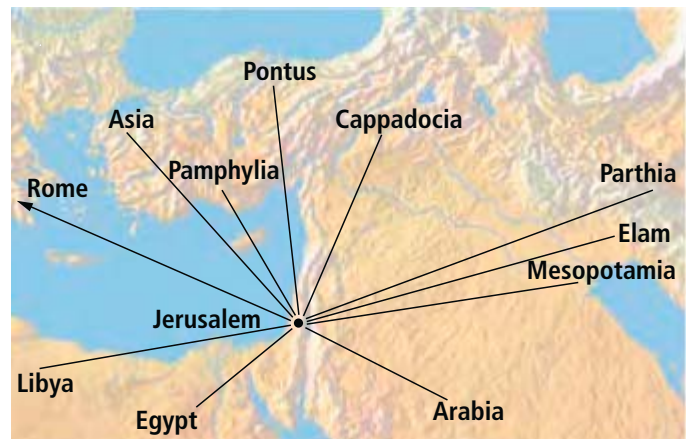 Pontus
Asia
Cappadocia
Pamphylia
Parthia
Rome
Elam
Mesopotamia
Jerusalem
Libya
Egypt
Arabia